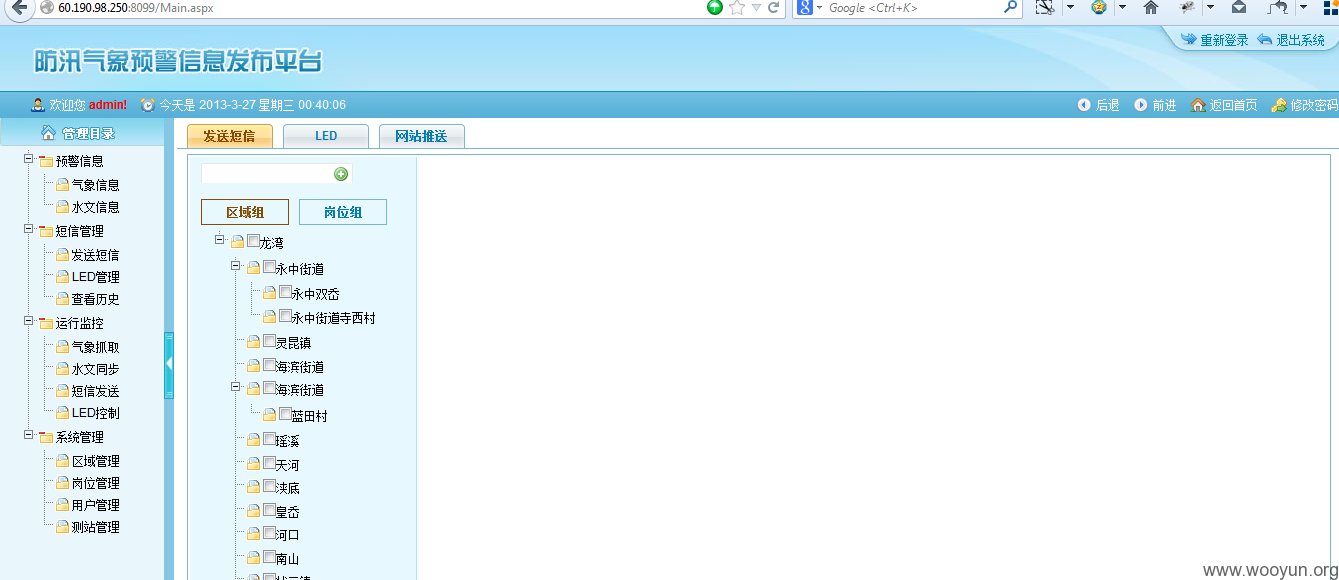 60.190.98.250:8099/Main.aspx
Google <Ctrl+K>
重新登录 退出系统
防汛气象预警信息发布平台
欢迎您 admin! 今天是 2013-3-27 星期三 00:40:06
后退 前进 返回首页 修改密码
管理目录
预警信息
气象信息
水文信息
短信管理
发送短信
LED管理
查看历史
运行监控
气象抓取
水文同步
短信发送
LED控制
系统管理
区域管理
岗位管理
用户管理
测站管理
发送短信 LED 网站推送
区域组 岗位组
龙湾
永中街道
永中双岙
永中街道寺西村
灵昆镇
海滨街道
海滨街道
蓝田村
瑶溪
天河
浃底
皇岙
河口
南山
www.wooyun.org